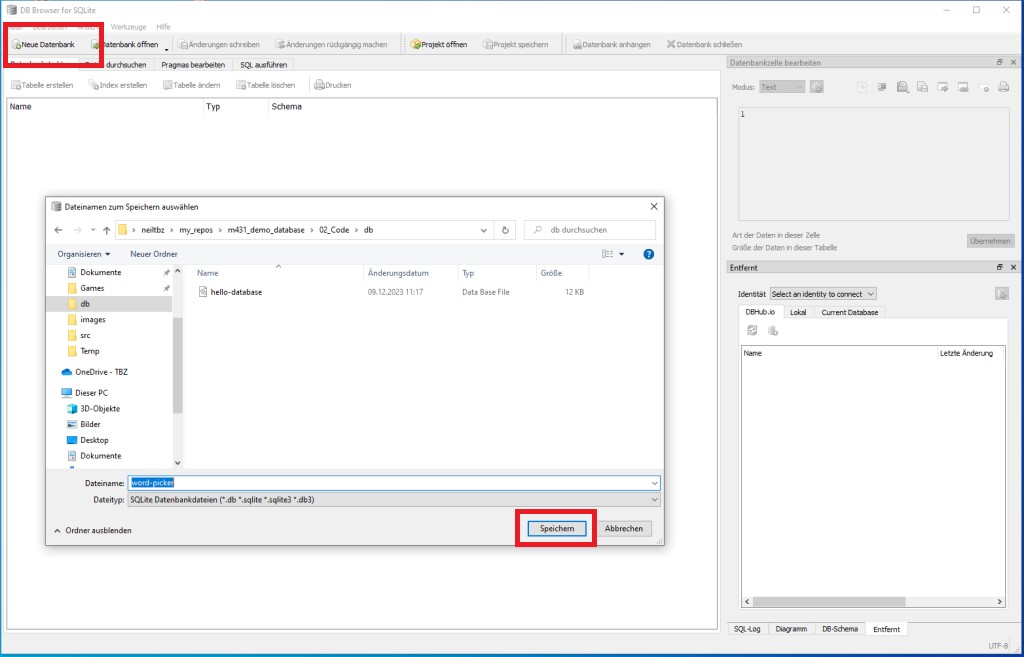 DB Browser for SQLite
Werkzeuge Hilfe
Neue Datenbank Datenbank öffnen Änderungen schreiben Änderungen rückgängig machen Projekt öffnen Projekt speichern Datenbank anhängen Datenbank schließen
durchsuchen Pragmas bearbeiten SQL ausführen
Tabelle erstellen Index erstellen Tabelle ändern Tabelle löschen Drucken
Name Typ Schema
Datenbankzelle bearbeiten
Modus: Text
1
Art der Daten in dieser Zelle
Größe der Daten in dieser Tabelle
Übernehmen
Entfernt
Identität Select an identity to connect
DBHub.io Lokal Current Database
Name Letzte Änderung
SQL-Log Diagramm DB-Schema Entfernt
UTF-8
Dateinamen zum Speichern auswählen
neiltbz my_repos m431_demo_database 02_Code db
db durchsuchen
Organisieren Neuer Ordner
Dokumente
Games
db
images
src
Temp
OneDrive - TBZ
Dieser PC
3D-Objekte
Bilder
Desktop
Dokumente
Name Änderungsdatum Typ Größe
hello-database 09.12.2023 11:17 Data Base File 12 KB
Dateiname: word-picker
Dateityp: SQLite Datenbankdateien (*.db *.sqlite *.sqlite3 *.db3)
Ordner ausblenden
Speichern Abbrechen